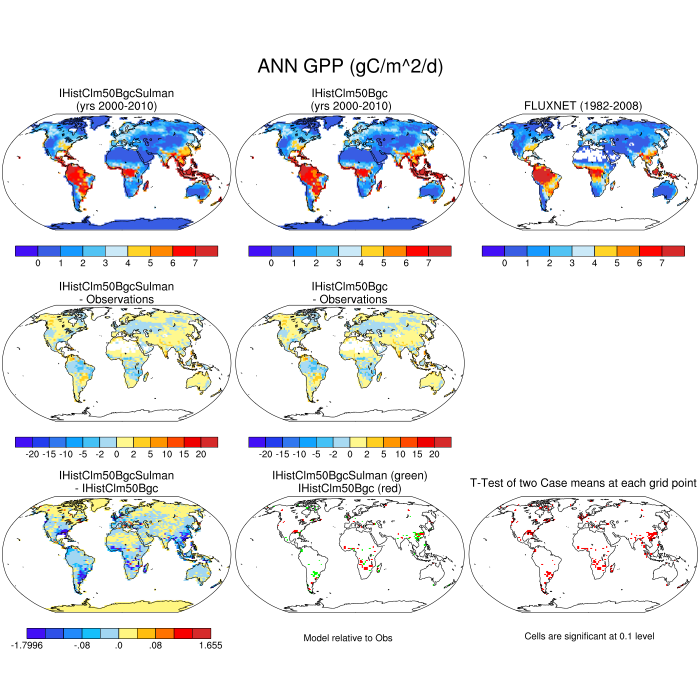 ANN GPP (gC/m^2/d)
IHistClm50BgcSulman
(yrs 2000-2010)
IHistClm50Bgc
(yrs 2000-2010)
FLUXNET (1982-2008)
0 1 2 3 4 5 6 7
0 1 2 3 4 5 6 7
0 1 2 3 4 5 6 7
IHistClm50BgcSulman
- Observations
IHistClm50Bgc
- Observations
-20 -15 -10 -5 -2 0 2 5 10 15 20
-20 -15 -10 -5 -2 0 2 5 10 15 20
IHistClm50BgcSulman
- IHistClm50Bgc
IHistClm50BgcSulman (green)
IHistClm50Bgc (red)
T-Test of two Case means at each grid point
-1.7996 -.08 .0 .08 1.655
Model relative to Obs
Cells are significant at 0.1 level